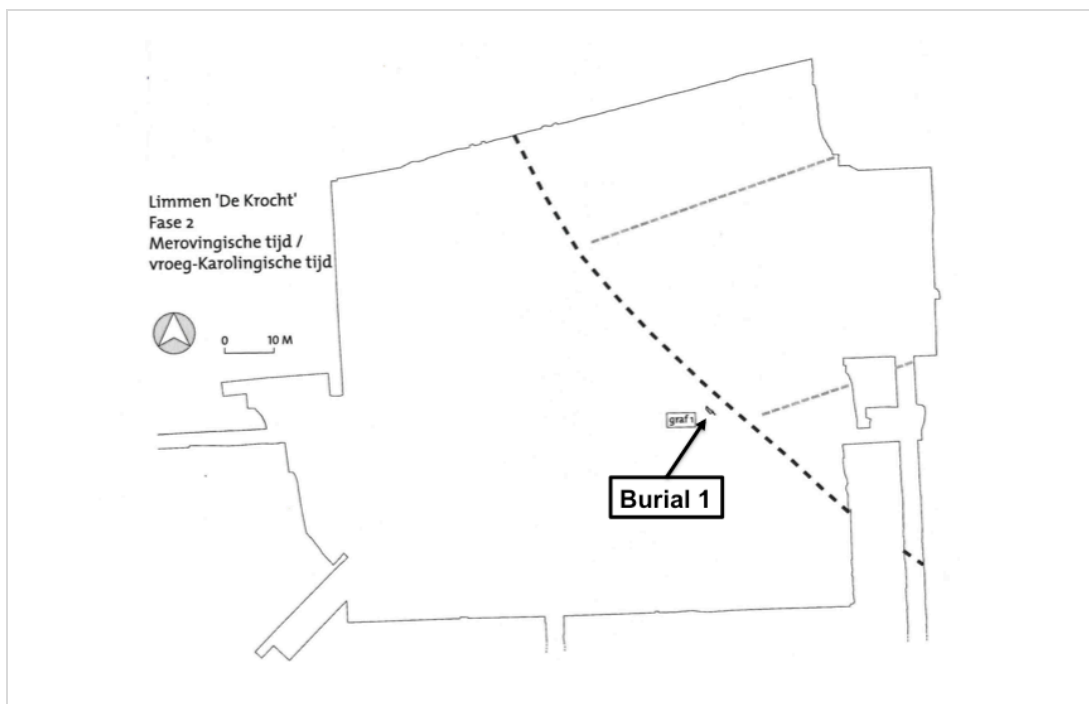 Limmen 'De Krocht'
Fase 2
Merovingische tijd /
vroeg-Karolingische tijd
0 10 M
graf 1
Burial 1